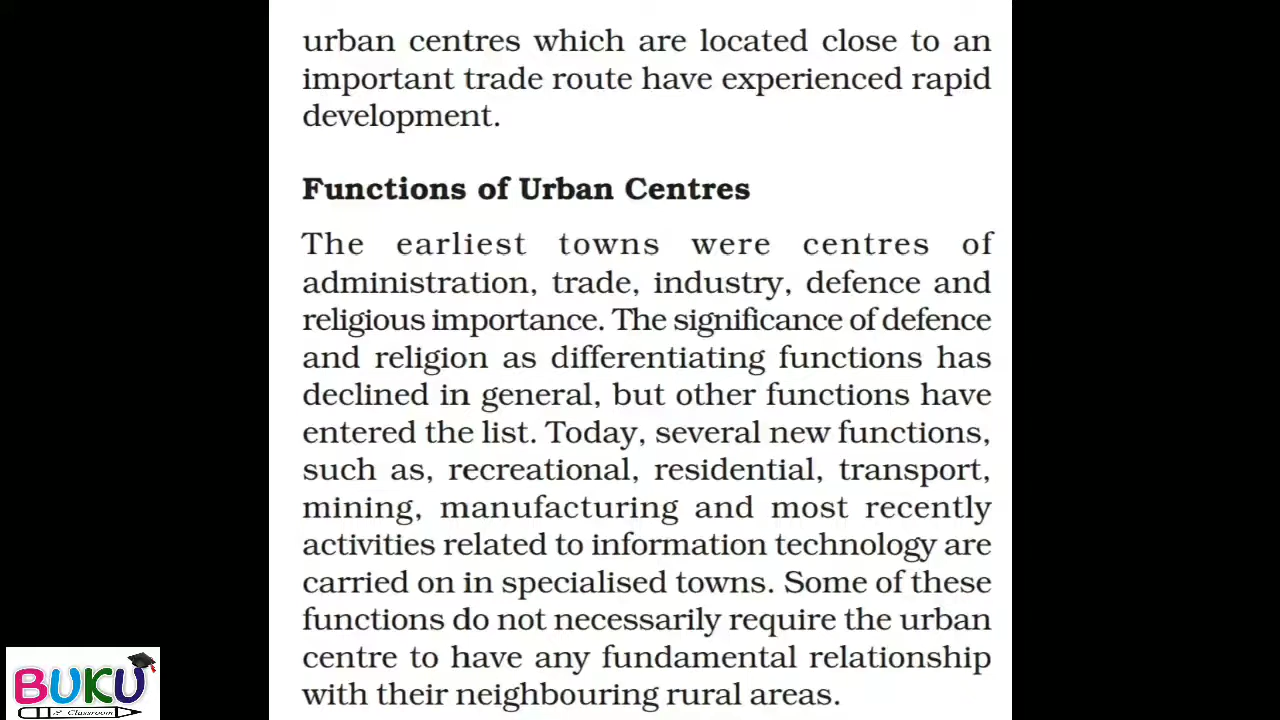 urban centres which are located close to an
important trade route have experienced rapid
development.
Functions of Urban Centres
The earliest towns were centres of
administration, trade, industry, defence and
religious importance. The significance of defence
and religion as differentiating functions has
declined in general, but other functions have
entered the list. Today, several new functions,
such as, recreational, residential, transport,
mining, manufacturing and most recently
activities related to information technology are
carried on in specialised towns. Some of these
functions do not necessarily require the urban
centre to have any fundamental relationship
with their neighbouring rural areas.
BUKU
e Classroom